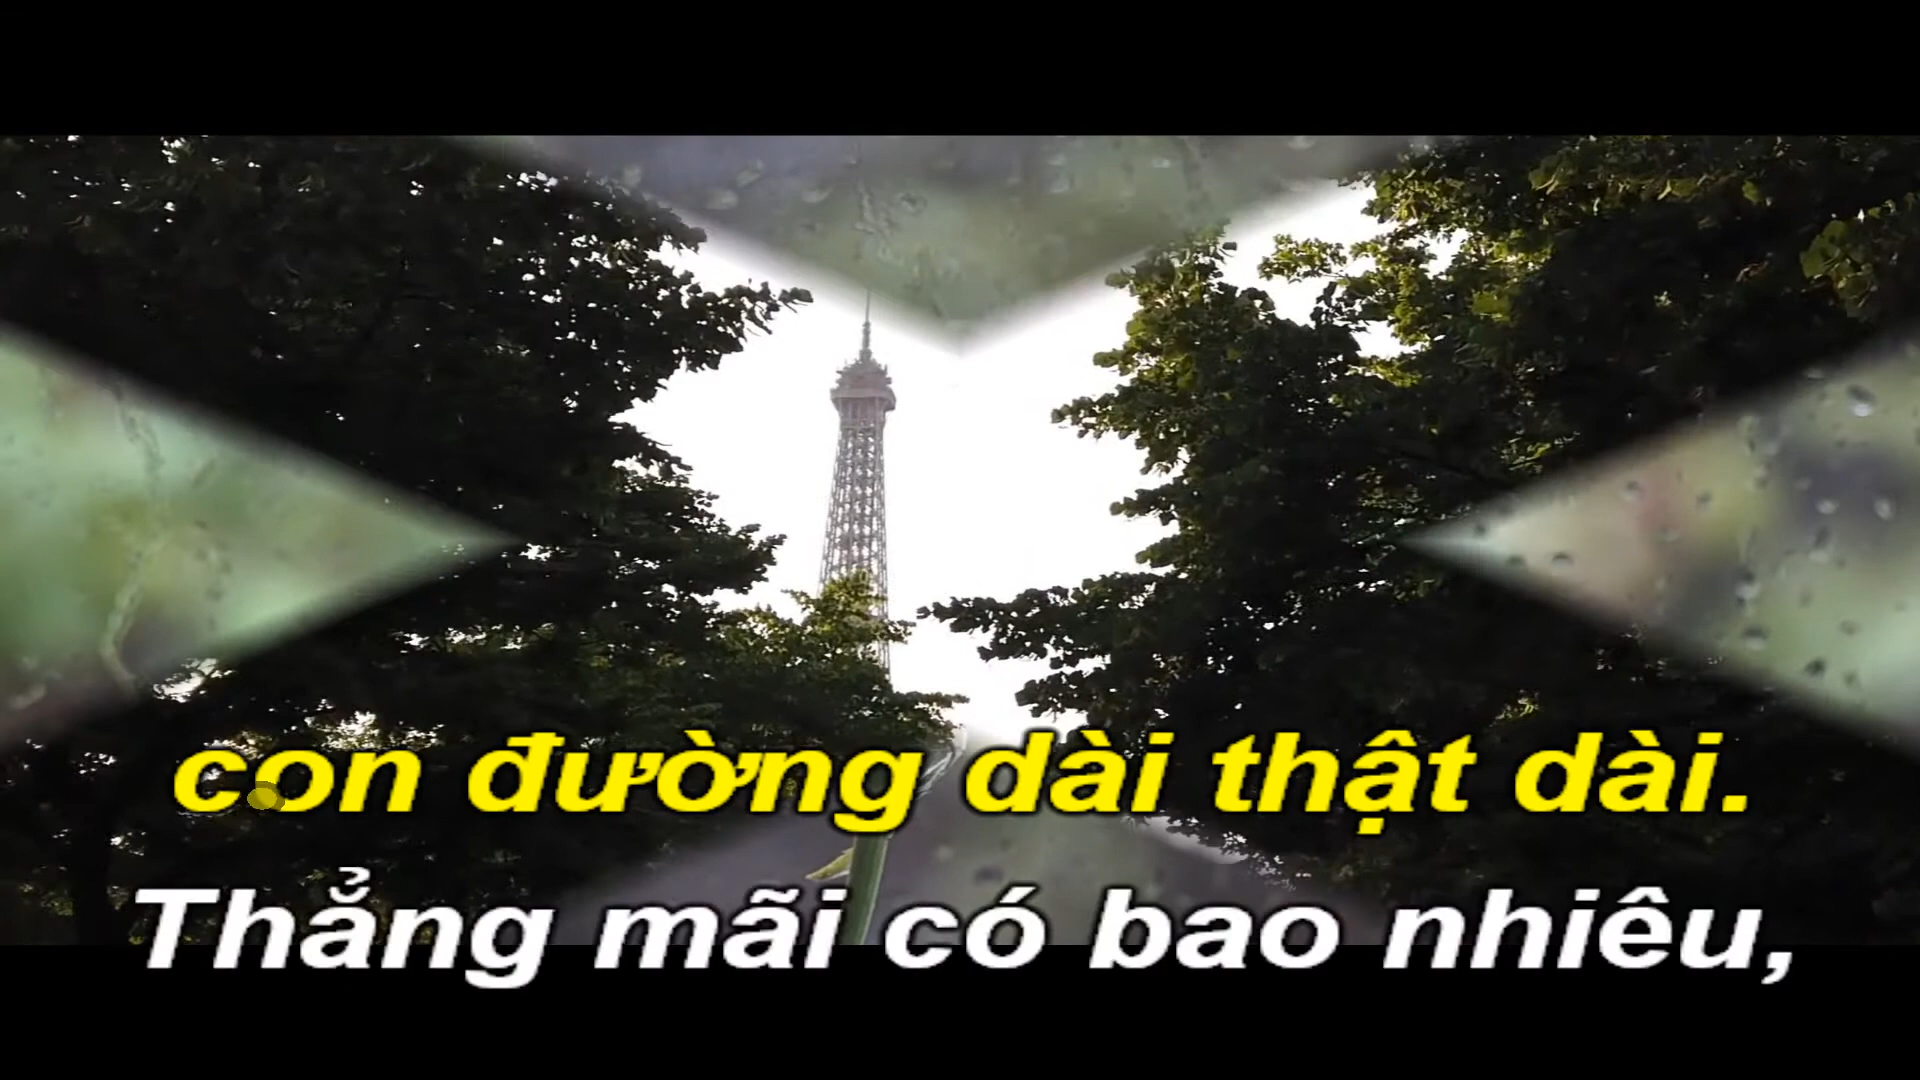 con đường dài thật dài.
Thẳng mãi có bao nhiêu,